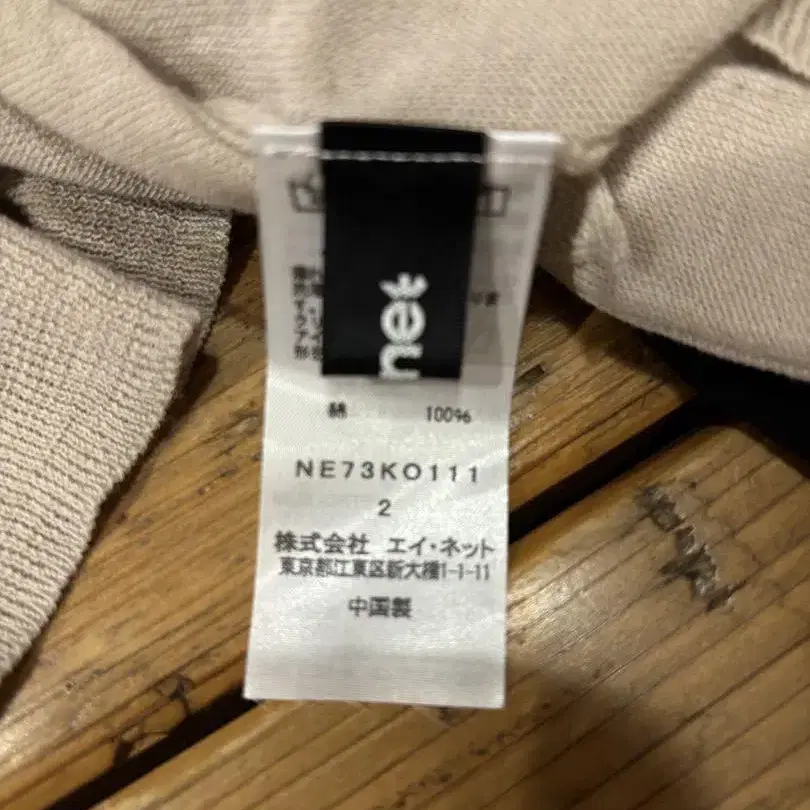 net
綿 100%
NE73KO111
2
株式会社 エイ・ネット
東京都江東区新大橋1-1-11
中国製